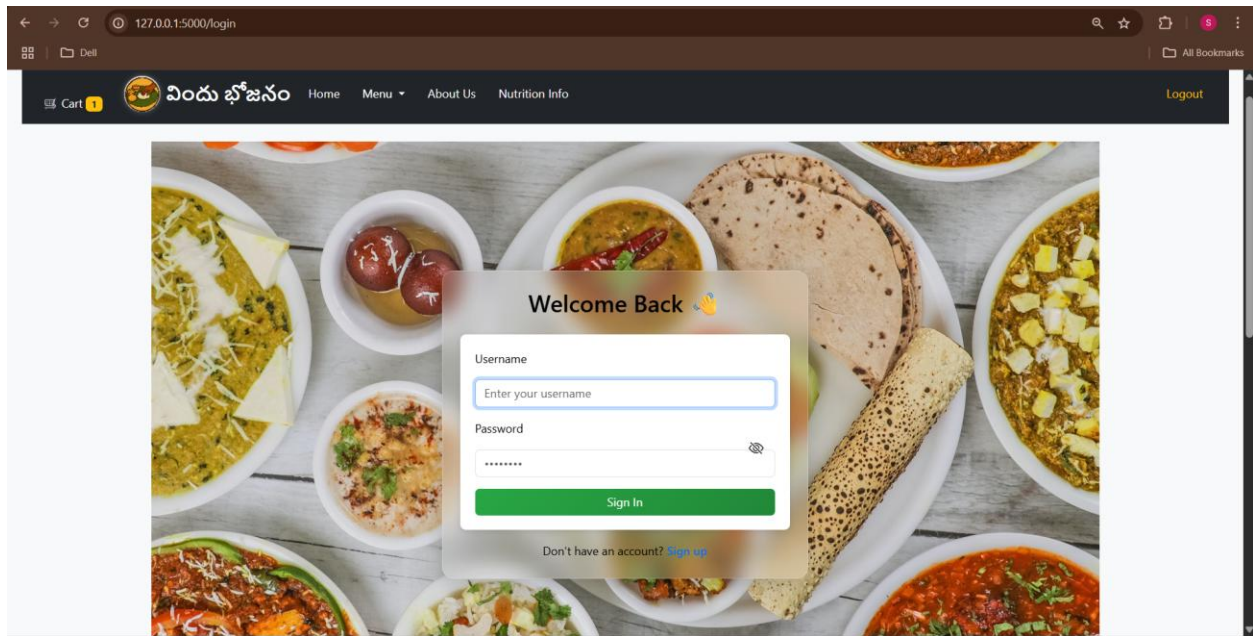 127.0.0.1:5000/login
S
Dell
All Bookmarks
Cart 1
విందు భోజనం
Home
Menu
About Us
Nutrition Info
Logout
Welcome Back 👋
Username
Enter your username
Password
••••••••
Sign In
Don't have an account? Sign up